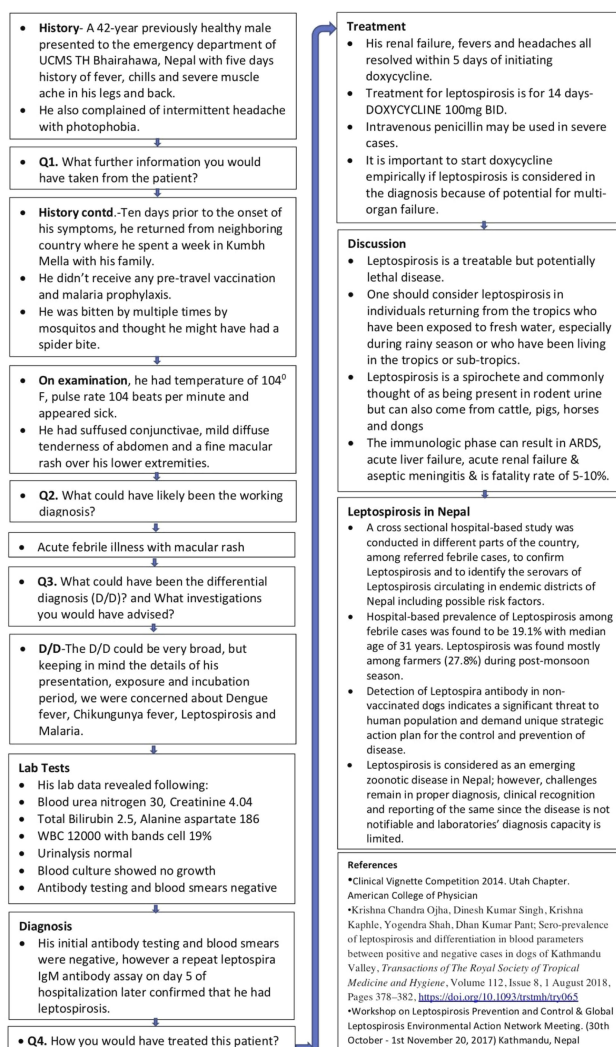 • History- A 42-year previously healthy male
presented to the emergency department of
UCMS TH Bhairahawa, Nepal with five days
history of fever, chills and severe muscle
ache in his legs and back.
• He also complained of intermittent headache
with photophobia.
• Q1. What further information you would
have taken from the patient?
• History contd.-Ten days prior to the onset of
his symptoms, he returned from neighboring
country where he spent a week in Kumbh
Mella with his family.
• He didn't receive any pre-travel vaccination
and malaria prophylaxis.
• He was bitten by multiple times by
mosquitos and thought he might have had a
spider bite.
• On examination, he had temperature of 104⁰
F, pulse rate 104 beats per minute and
appeared sick.
• He had suffused conjunctivae, mild diffuse
tenderness of abdomen and a fine macular
rash over his lower extremities.
• Q2. What could have likely been the working
diagnosis?
• Acute febrile illness with macular rash
• Q3. What could have been the differential
diagnosis (D/D)? and What investigations
you would have advised?
• D/D-The D/D could be very broad, but
keeping in mind the details of his
presentation, exposure and incubation
period, we were concerned about Dengue
fever, Chikungunya fever, Leptospirosis and
Malaria.
Lab Tests
• His lab data revealed following:
• Blood urea nitrogen 30, Creatinine 4.04
• Total Bilirubin 2.5, Alanine aspartate 186
• WBC 12000 with bands cell 19%
• Urinalysis normal
• Blood culture showed no growth
• Antibody testing and blood smears negative
Diagnosis
• His initial antibody testing and blood smears
were negative, however a repeat leptospira
IgM antibody assay on day 5 of
hospitalization later confirmed that he had
leptospirosis.
• Q4. How you would have treated this patient?
Treatment
• His renal failure, fevers and headaches all
resolved within 5 days of initiating
doxycycline.
• Treatment for leptospirosis is for 14 days-
DOXYCYCLINE 100mg BID.
• Intravenous penicillin may be used in severe
cases.
• It is important to start doxycycline
empirically if leptospirosis is considered in
the diagnosis because of potential for multi-
organ failure.
Discussion
• Leptospirosis is a treatable but potentially
lethal disease.
• One should consider leptospirosis in
individuals returning from the tropics who
have been exposed to fresh water, especially
during rainy season or who have been living
in the tropics or sub-tropics.
• Leptospirosis is a spirochete and commonly
thought of as being present in rodent urine
but can also come from cattle, pigs, horses
and dongs
• The immunologic phase can result in ARDS,
acute liver failure, acute renal failure &
aseptic meningitis & is fatality rate of 5-10%.
Leptospirosis in Nepal
• A cross sectional hospital-based study was
conducted in different parts of the country,
among referred febrile cases, to confirm
Leptospirosis and to identify the serovars of
Leptospirosis circulating in endemic districts of
Nepal including possible risk factors.
• Hospital-based prevalence of Leptospirosis among
febrile cases was found to be 19.1% with median
age of 31 years. Leptospirosis was found mostly
among farmers (27.8%) during post-monsoon
season.
• Detection of Leptospira antibody in non-
vaccinated dogs indicates a significant threat to
human population and demand unique strategic
action plan for the control and prevention of
disease.
• Leptospirosis is considered as an emerging
zoonotic disease in Nepal; however, challenges
remain in proper diagnosis, clinical recognition
and reporting of the same since the disease is not
notifiable and laboratories' diagnosis capacity is
limited.
References
•Clinical Vignette Competition 2014. Utah Chapter.
American College of Physician
•Krishna Chandra Ojha, Dinesh Kumar Singh, Krishna
Kaphle, Yogendra Shah, Dhan Kumar Pant; Sero-prevalence
of leptospirosis and differentiation in blood parameters
between positive and negative cases in dogs of Kathmandu
Valley, Transactions of The Royal Society of Tropical
Medicine and Hygiene, Volume 112, Issue 8, 1 August 2018,
Pages 378–382, https://doi.org/10.1093/trstmh/try065
•Workshop on Leptospirosis Prevention and Control & Global
Leptospirosis Environmental Action Network Meeting. (30th
October - 1st November 20, 2017) Kathmandu, Nepal